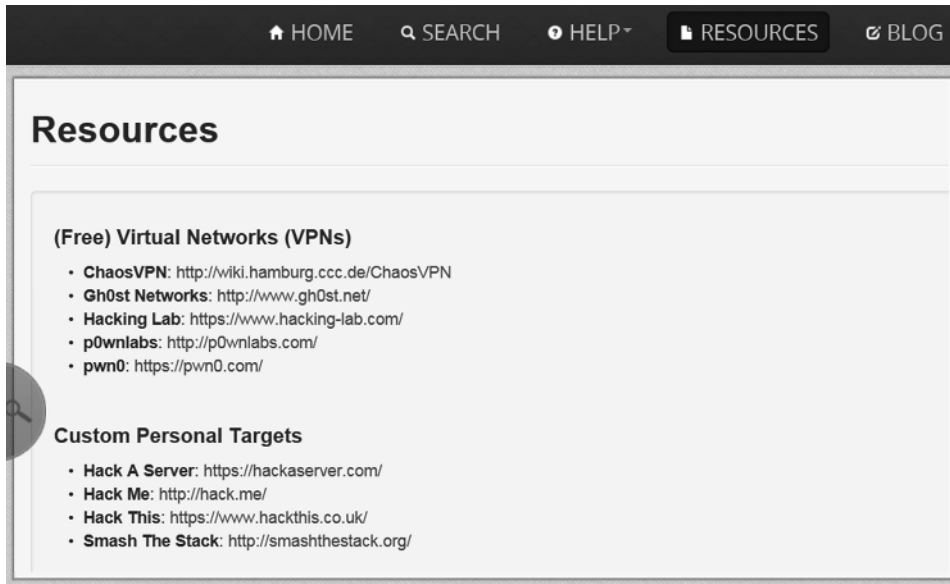 HOME SEARCH HELP RESOURCES BLOG
Resources
(Free) Virtual Networks (VPNs)
• ChaosVPN: http://wiki.hamburg.ccc.de/ChaosVPN
• Gh0st Networks: http://www.gh0st.net/
• Hacking Lab: https://www.hacking-lab.com/
• p0wnlabs: http://p0wnlabs.com/
• pwn0: https://pwn0.com/
Custom Personal Targets
• Hack A Server: https://hackaserver.com/
• Hack Me: http://hack.me/
• Hack This: https://www.hackthis.co.uk/
• Smash The Stack: http://smashthestack.org/